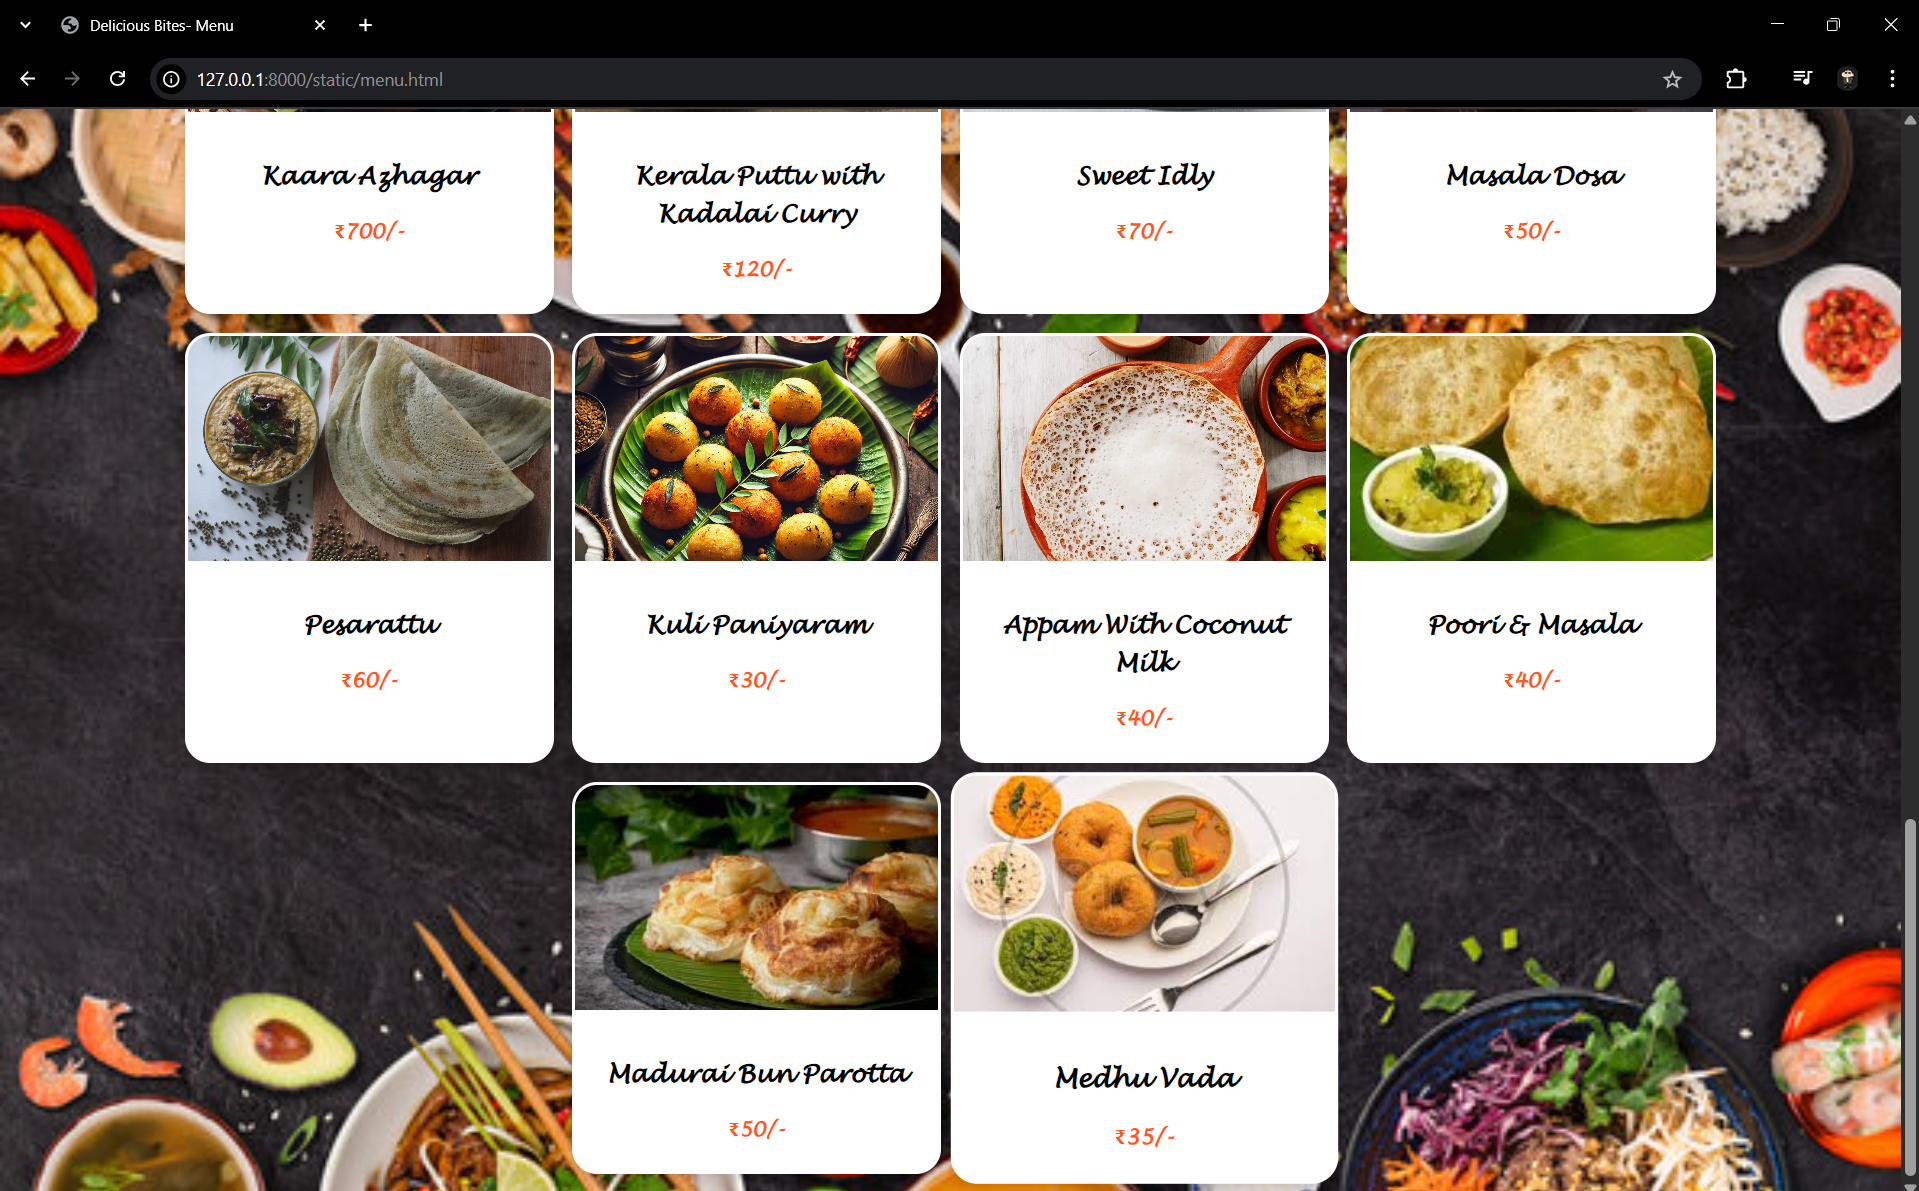 Delicious Bites- Menu
127.0.0.1:8000/static/menu.html
Kaara Azhagar
₹700/-
Kerala Puttu with
Kadalai Curry
₹120/-
Sweet Idly
₹70/-
Masala Dosa
₹50/-
Pesarattu
₹60/-
Kuli Paniyaram
₹30/-
Appam With Coconut
Milk
₹40/-
Poori & Masala
₹40/-
Madurai Bun Parotta
₹50/-
Medhu Vada
₹35/-